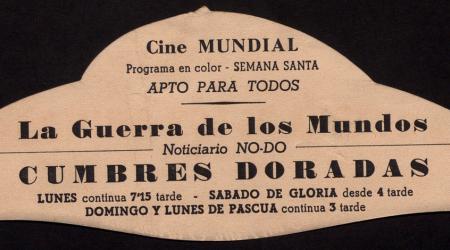 Cine MUNDIAL
Programa en color - SEMANA SANTA
APTO PARA TODOS
La Guerra de los Mundos
Noticiario NO-DO
CUMBRES DORADAS
LUNES continua 7'15 tarde - SABADO DE GLORIA desde 4 tarde
DOMINGO Y LUNES DE PASCUA continua 3 tarde